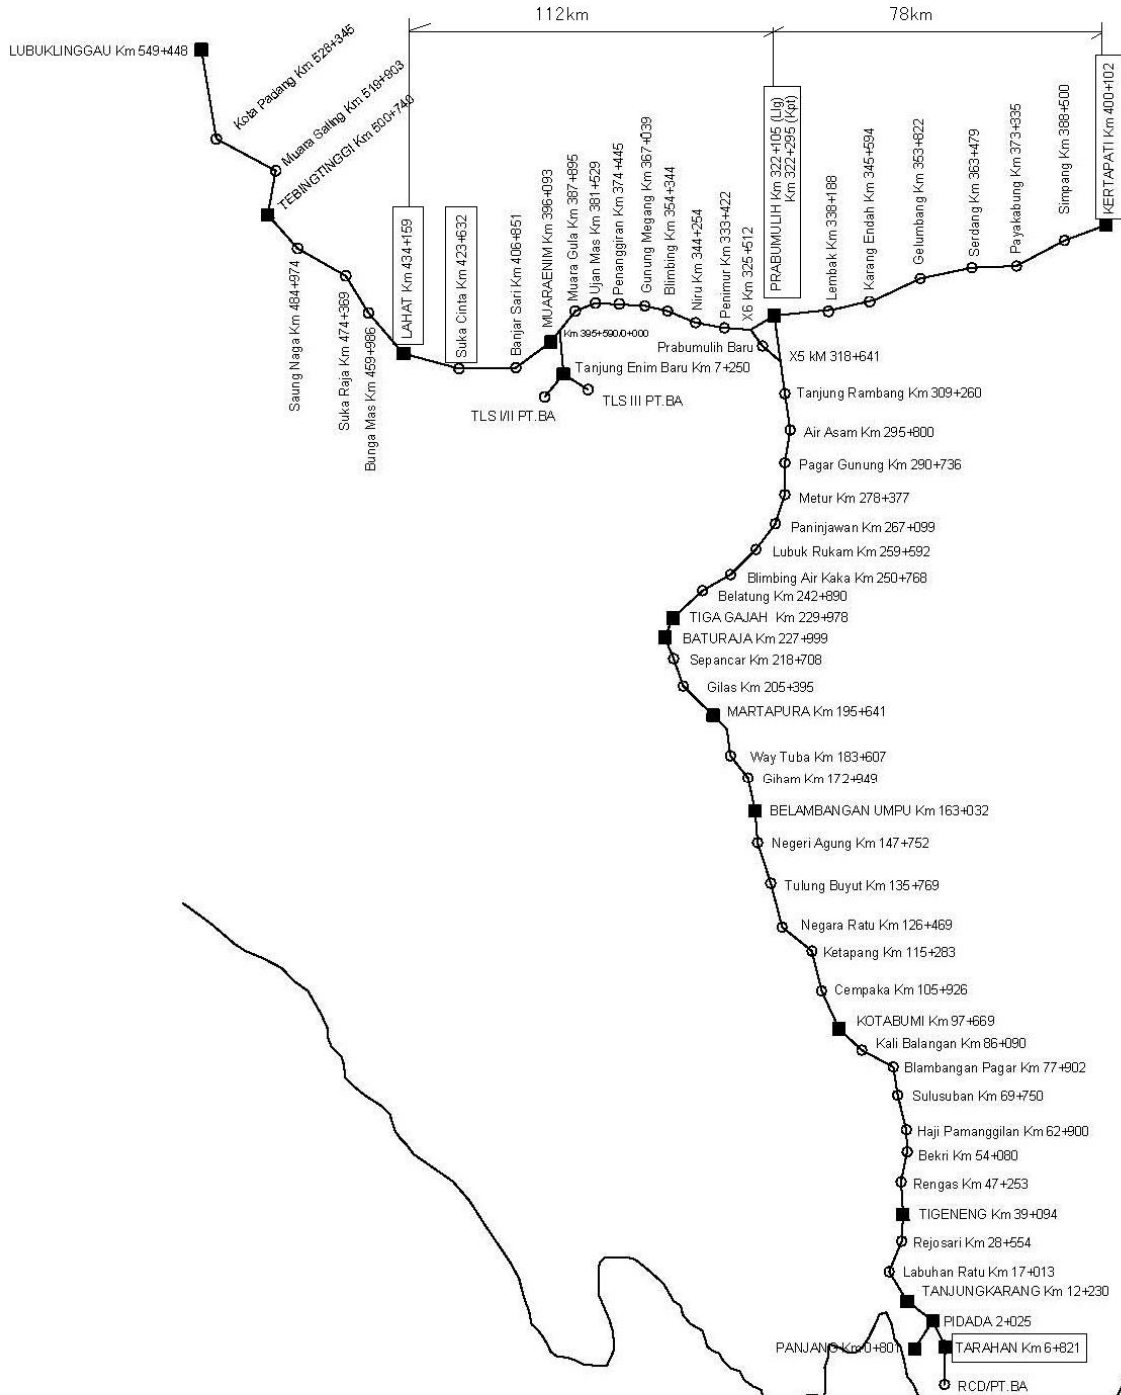 112km
78km
LUBUKLINGGAU Km 549+448
Kota Padang Km 528+345
Muara Saling Km 519+903
TEBINGTINGGI Km 500+748
Saung Naga Km 484+974
Suka Raja Km 474+369
Bunga Mas Km 459+986
LAHAT Km 434+159
Suka Cinta Km 423+632
Banjar Sari Km 406+851
MUARAENIM Km 396+093
Muara Gula Km 387+895
Ujan Mas Km 381+529
Penanggiran Km 374+445
Gunung Megang Km 367+039
Blimbing Km 354+344
Niru Km 344+254
Penimur Km 333+422
X6 Km 325+512
PRABUMULIH Km 322+105 (Llg)
Km 322+295 (Kpt)
Lembak Km 338+188
Karang Endah Km 345+594
Gelumbang Km 353+822
Serdang Km 363+479
Payakabung Km 373+335
Simpang Km 388+500
KERTAPATI Km 400+102
Km 395+590/0+000
Tanjung Enim Baru Km 7+250
TLS I/II PT.BA
TLS III PT.BA
Prabumulih Baru
X5 kM 318+641
Tanjung Rambang Km 309+260
Air Asam Km 295+800
Pagar Gunung Km 290+736
Metur Km 278+377
Paninjawan Km 267+099
Lubuk Rukam Km 259+592
Blimbing Air Kaka Km 250+768
Belatung Km 242+890
TIGA GAJAH Km 229+978
BATURAJA Km 227+999
Sepancar Km 218+708
Gilas Km 205+395
MARTAPURA Km 195+641
Way Tuba Km 183+607
Giham Km 172+949
BELAMBANGAN UMPU Km 163+032
Negeri Agung Km 147+752
Tulung Buyut Km 135+769
Negara Ratu Km 126+469
Ketapang Km 115+283
Cempaka Km 105+926
KOTABUMI Km 97+669
Kali Balangan Km 86+090
Blambangan Pagar Km 77+902
Sulusuban Km 69+750
Haji Pamanggilan Km 62+900
Bekri Km 54+080
Rengas Km 47+253
TIGENENG Km 39+094
Rejosari Km 28+554
Labuhan Ratu Km 17+013
TANJUNGKARANG Km 12+230
PIDADA 2+025
PANJANG Km 0+801
TARAHAN Km 6+821
RCD/PT.BA